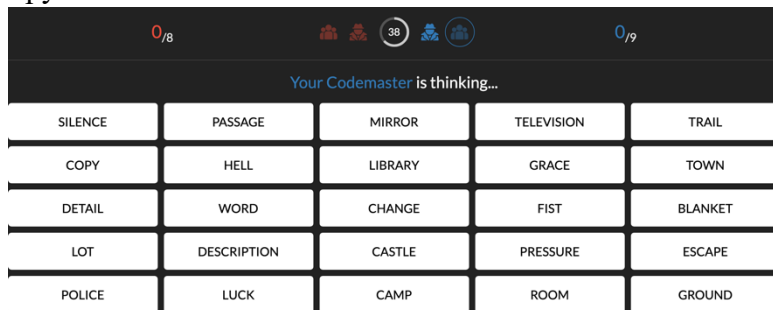 0/8 38 0/9
Your Codemaster is thinking...
SILENCE PASSAGE MIRROR TELEVISION TRAIL
COPY HELL LIBRARY GRACE TOWN
DETAIL WORD CHANGE FIST BLANKET
LOT DESCRIPTION CASTLE PRESSURE ESCAPE
POLICE LUCK CAMP ROOM GROUND